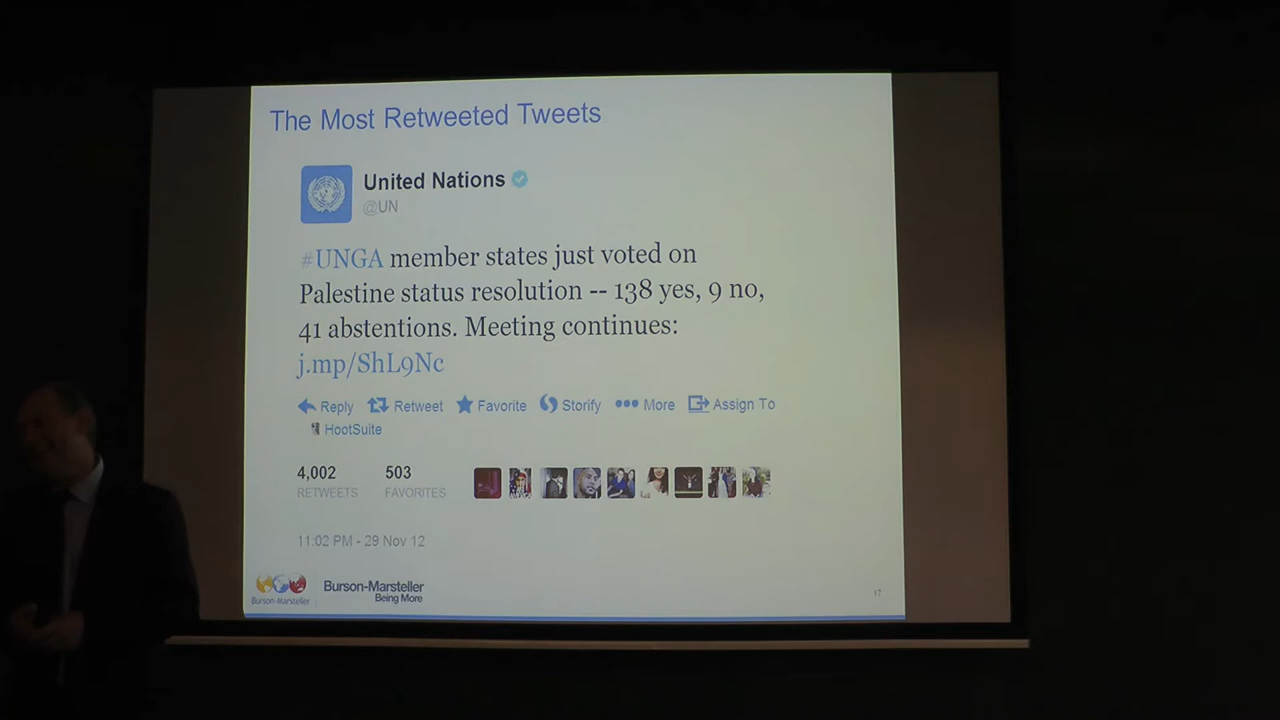 The Most Retweeted Tweets
United Nations
@UN
#UNGA member states just voted on
Palestine status resolution -- 138 yes, 9 no,
41 abstentions. Meeting continues:
j.mp/ShL9Nc
Reply Retweet Favorite Storify More Assign To
HootSuite
4,002 503
RETWEETS FAVORITES
11:02 PM - 29 Nov 12
Burson-Marsteller
Burson-Marsteller
Being More
17